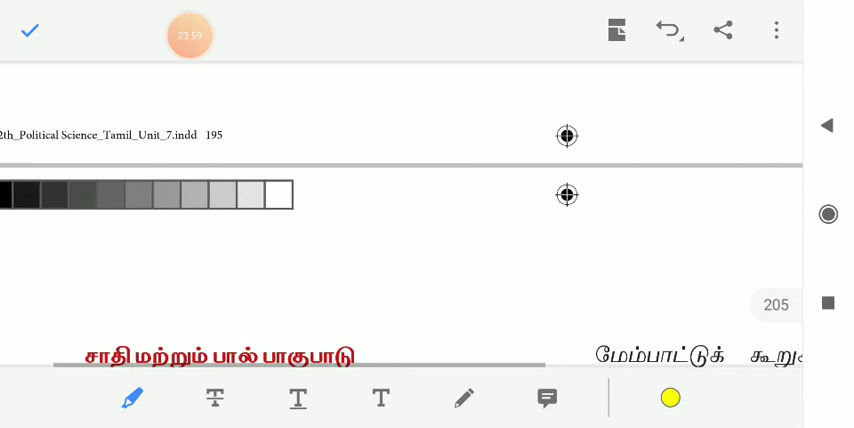 23:59
2th_Political Science_Tamil_Unit_7.indd 195
205
சாதி மற்றும் பால் பாகுபாடு
மேம்பாட்டுக்